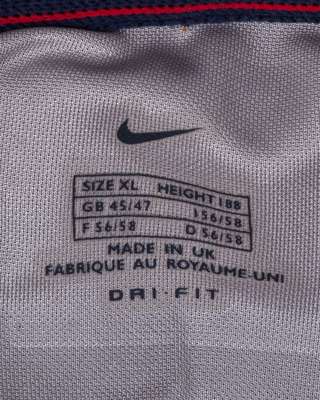 SIZE XL HEIGHT 188
GB 45/47 I 56/58
F 56/58 D 56/58
MADE IN UK
FABRIQUE AU ROYAUME-UNI
DRI-FIT